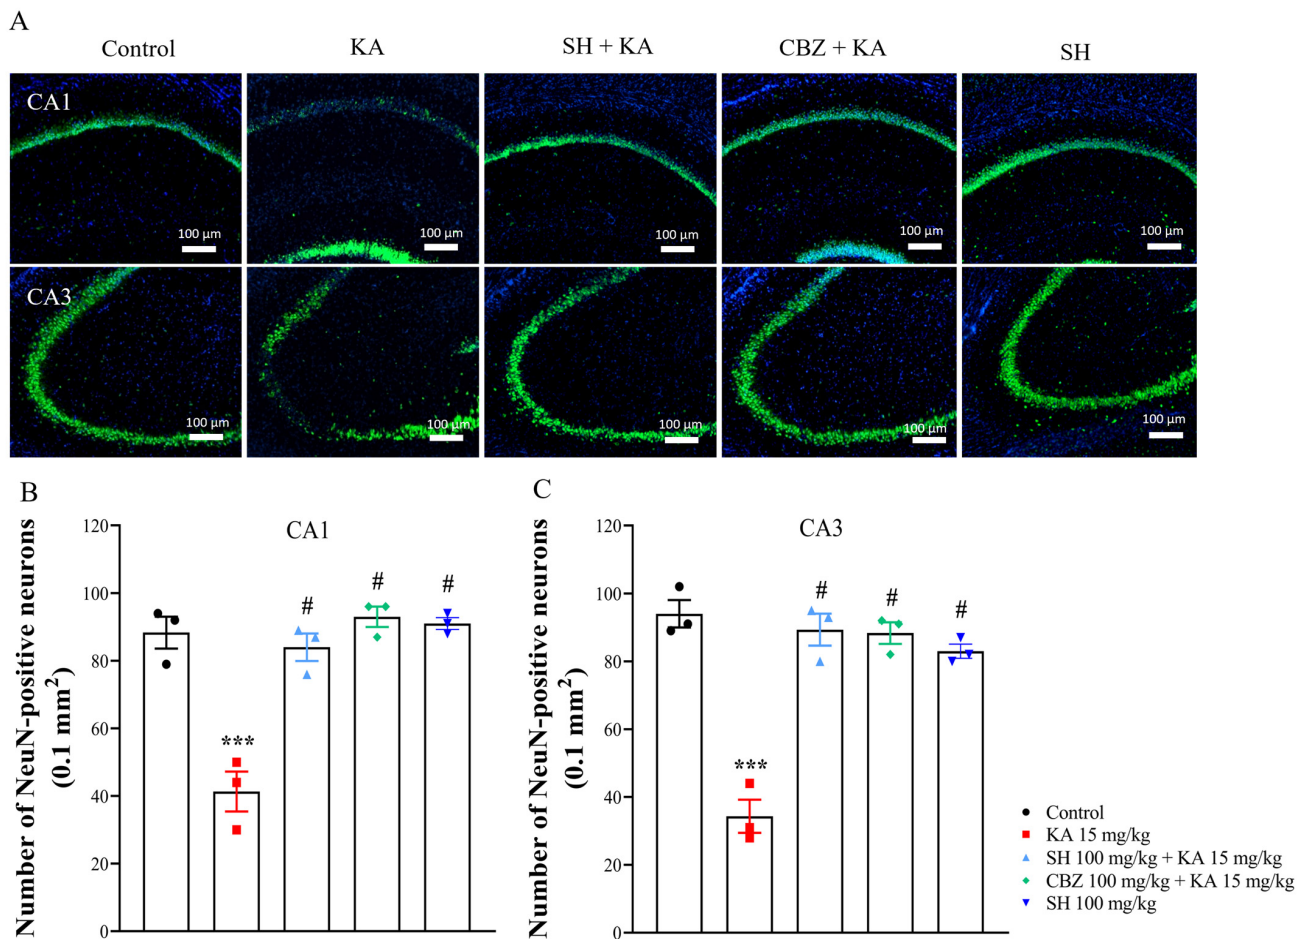 A
Control
KA
SH + KA
CBZ + KA
SH
CA1
100 µm
100 µm
100 µm
100 µm
100 µm
CA3
100 µm
100 µm
100 µm
100 µm
100 µm
B
CA1
Number of NeuN-positive neurons
(0.1 mm²)
120
100
80
60
40
20
0
***
#
#
#
C
CA3
Number of NeuN-positive neurons
(0.1 mm²)
120
100
80
60
40
20
0
***
#
#
#
Control
KA 15 mg/kg
SH 100 mg/kg + KA 15 mg/kg
CBZ 100 mg/kg + KA 15 mg/kg
SH 100 mg/kg